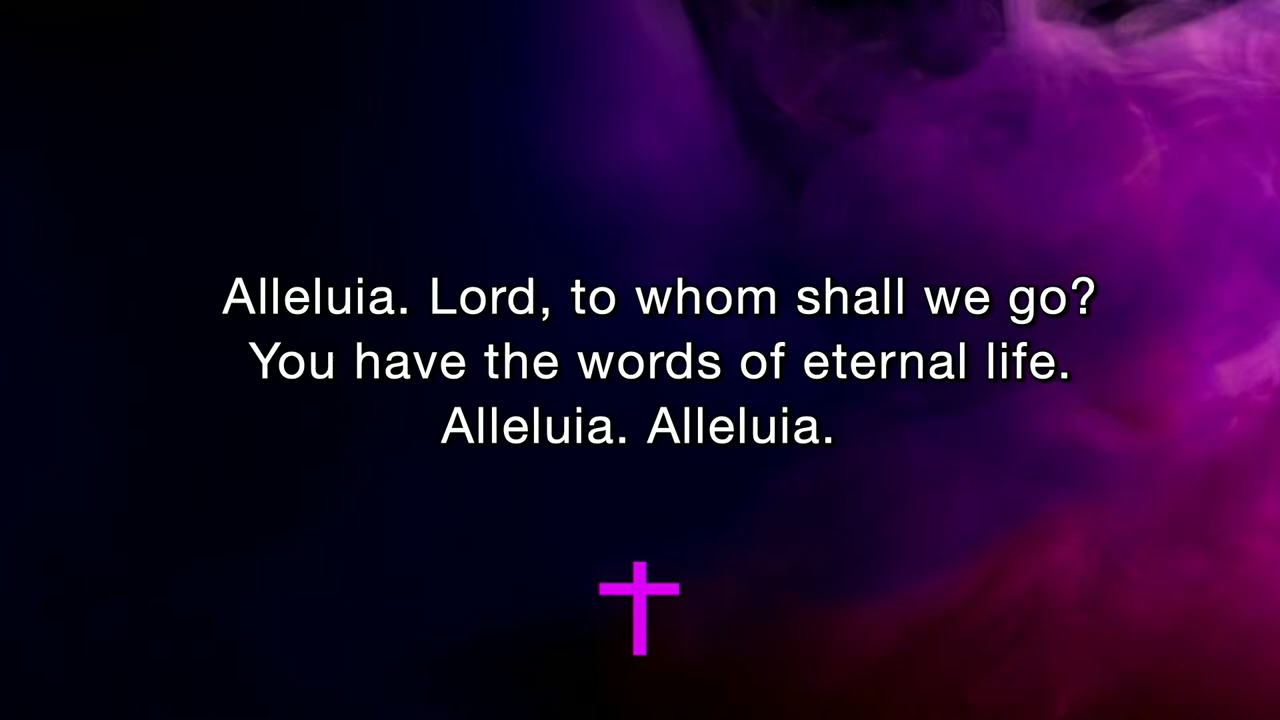 Alleluia. Lord, to whom shall we go?
You have the words of eternal life.
Alleluia. Alleluia.